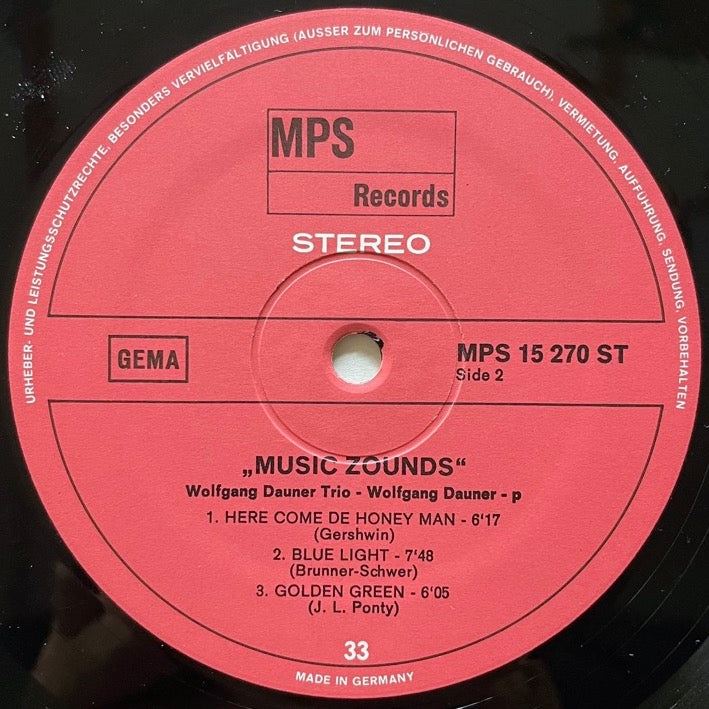 URHEBER- UND LEISTUNGSSCHUTZRECHTE, BESONDERS VERVIELFÄLTIGUNG (AUSSER ZUM PERSÖNLICHEN GEBRAUCH), VERMIETUNG, AUFFÜHRUNG, SENDUNG, VORBEHALTEN
MPS
Records
STEREO
GEMA
MPS 15 270 ST
Side 2
„MUSIC ZOUNDS“
Wolfgang Dauner Trio - Wolfgang Dauner - p
1. HERE COME DE HONEY MAN - 6‘17
(Gershwin)
2. BLUE LIGHT - 7‘48
(Brunner-Schwer)
3. GOLDEN GREEN - 6‘05
(J. L. Ponty)
33
MADE IN GERMANY